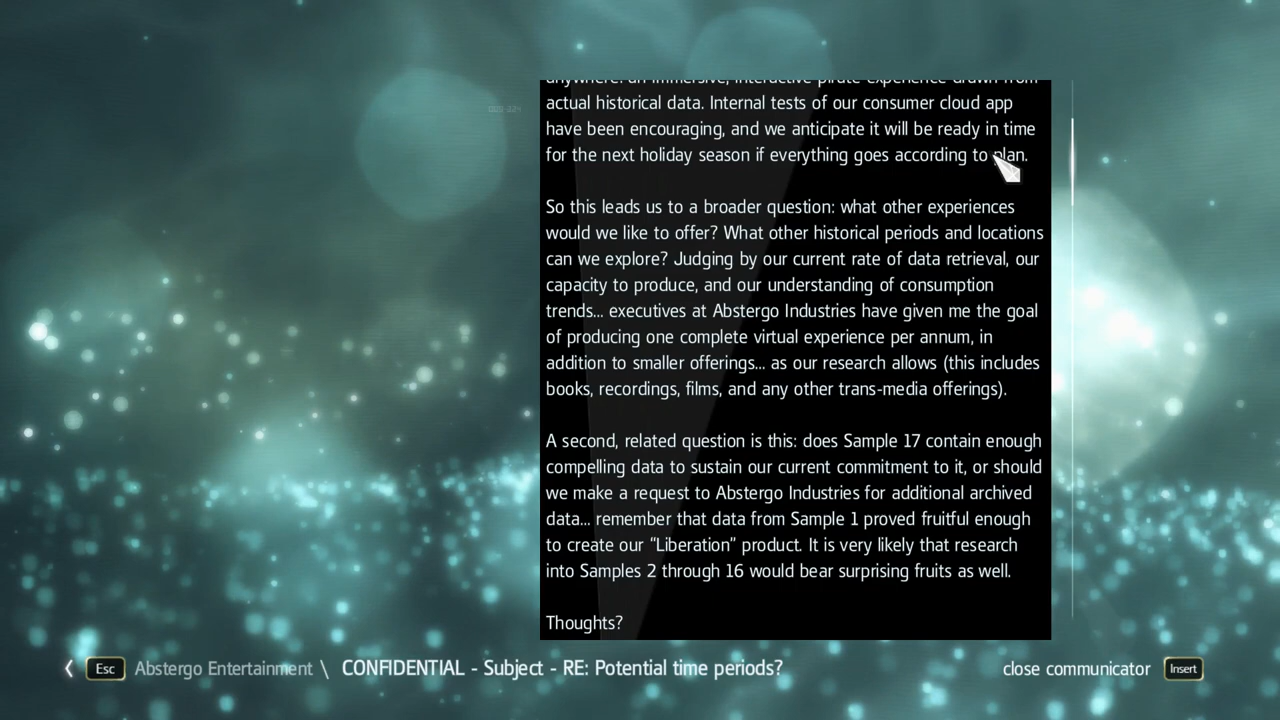 anywhere: an immersive, interactive pirate experience drawn from
actual historical data. Internal tests of our consumer cloud app
have been encouraging, and we anticipate it will be ready in time
for the next holiday season if everything goes according to plan.
So this leads us to a broader question: what other experiences
would we like to offer? What other historical periods and locations
can we explore? Judging by our current rate of data retrieval, our
capacity to produce, and our understanding of consumption
trends... executives at Abstergo Industries have given me the goal
of producing one complete virtual experience per annum, in
addition to smaller offerings... as our research allows (this includes
books, recordings, films, and any other trans-media offerings).
A second, related question is this: does Sample 17 contain enough
compelling data to sustain our current commitment to it, or should
we make a request to Abstergo Industries for additional archived
data... remember that data from Sample 1 proved fruitful enough
to create our “Liberation” product. It is very likely that research
into Samples 2 through 16 would bear surprising fruits as well.
Thoughts?
Esc Abstergo Entertainment \ CONFIDENTIAL - Subject - RE: Potential time periods? close communicator Insert